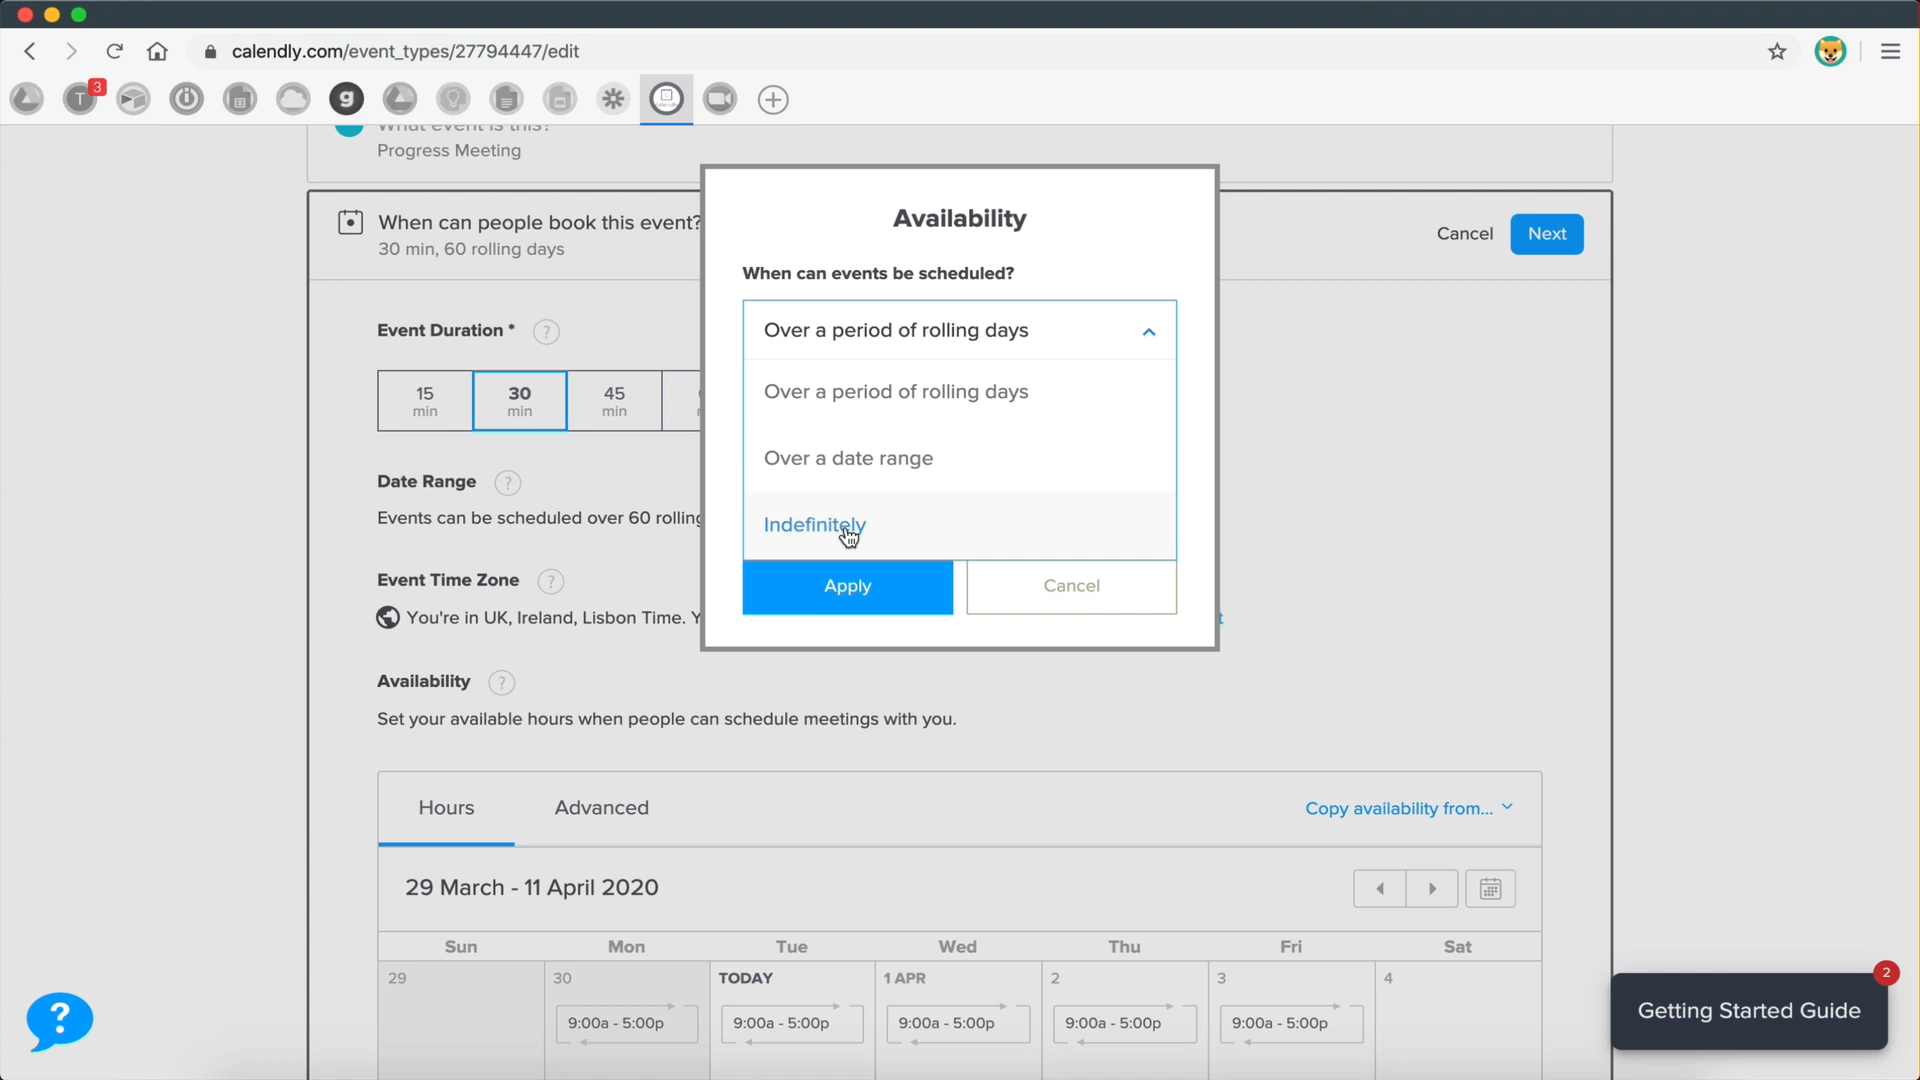 calendly.com/event_types/27794447/edit
3
T
g
What event is this?
Progress Meeting
When can people book this event?
30 min, 60 rolling days
Cancel
Next
Availability
When can events be scheduled?
Over a period of rolling days
Over a period of rolling days
Over a date range
Indefinitely
Apply
Cancel
Event Duration *
?
15
min
30
min
45
min
Date Range
?
Events can be scheduled over 60 rolling
Event Time Zone
?
You're in UK, Ireland, Lisbon Time. Y
t
Availability
?
Set your available hours when people can schedule meetings with you.
Hours
Advanced
Copy availability from...
29 March - 11 April 2020
Sun
Mon
Tue
Wed
Thu
Fri
Sat
29
30
TODAY
1 APR
2
3
4
9:00a - 5:00p
9:00a - 5:00p
9:00a - 5:00p
9:00a - 5:00p
9:00a - 5:00p
?
2
Getting Started Guide